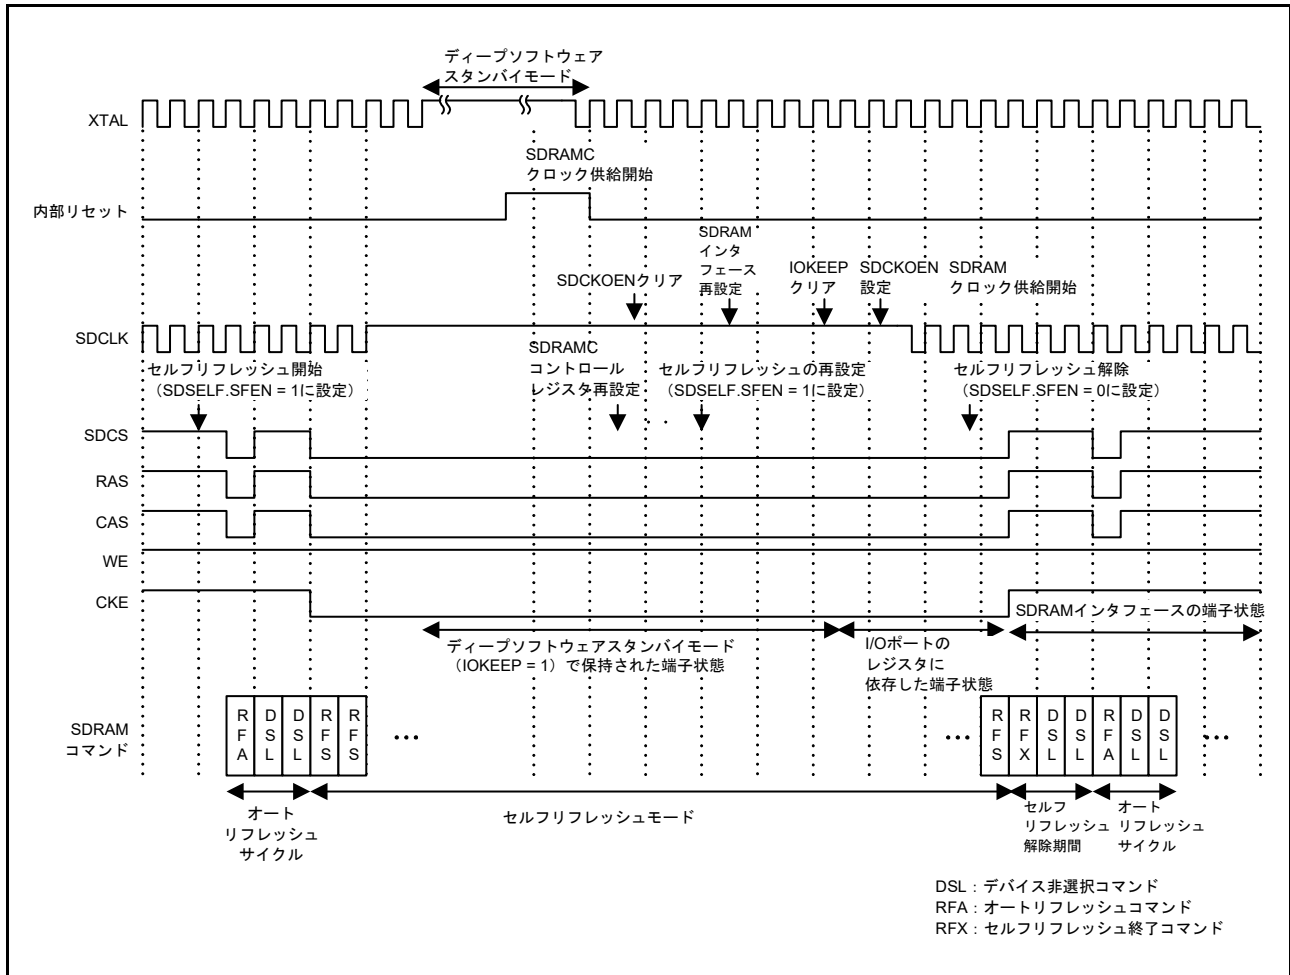 ディープソフトウェア
スタンバイモード
XTAL
SDRAMC
クロック供給開始
内部リセット
SDRAM
インタ
フェース
再設定
SDCKOENクリア
IOKEEP
クリア
SDCKOEN
設定
SDRAM
クロック供給開始
SDCLK
セルフリフレッシュ開始
（SDSELF.SFEN = 1に設定）
SDRAMC
コントロール
レジスタ再設定
セルフリフレッシュの再設定
（SDSELF.SFEN = 1に設定）
セルフリフレッシュ解除
（SDSELF.SFEN = 0に設定）
SDCS
RAS
CAS
WE
CKE
SDRAMインタフェースの端子状態
ディープソフトウェアスタンバイモード
（IOKEEP = 1）で保持された端子状態
I/Oポートの
レジスタに
依存した端子状態
SDRAM
コマンド
RFA
DSL
DSL
RFS
RFS
…
…
RFS
RFX
DSL
DSL
RFA
DSL
DSL
…
オート
リフレッシュ
サイクル
セルフリフレッシュモード
セルフ
リフレッシュ
解除期間
オート
リフレッシュ
サイクル
DSL：デバイス非選択コマンド
RFA：オートリフレッシュコマンド
RFX：セルフリフレッシュ終了コマンド